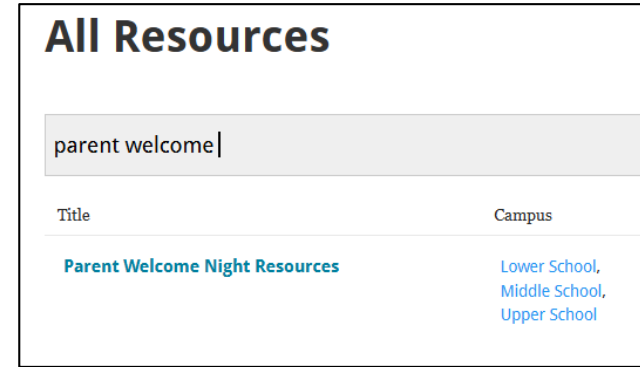 All Resources
parent welcome
Title Campus
Parent Welcome Night Resources Lower School,
Middle School,
Upper School